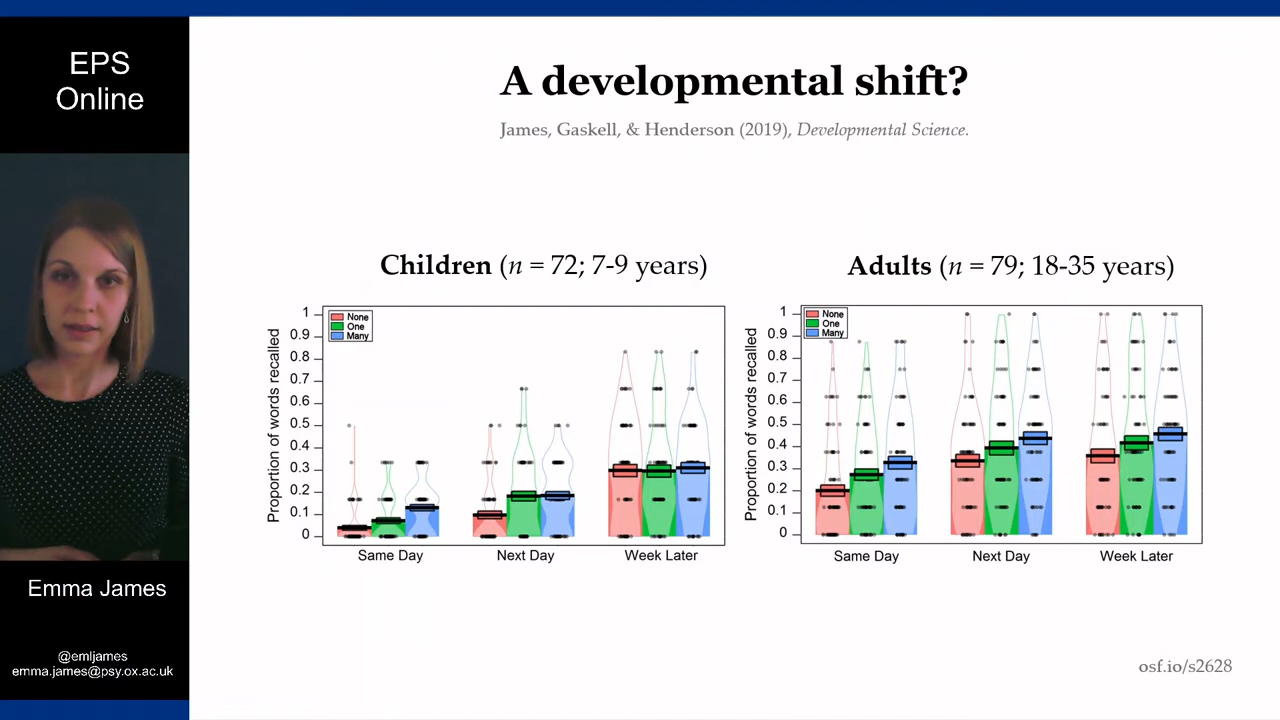 EPS
Online
Emma James
@emljames
emma.james@psy.ox.ac.uk
A developmental shift?
James, Gaskell, & Henderson (2019), Developmental Science.
Children (n = 72; 7-9 years)
Proportion of words recalled
1
0.9
0.8
0.7
0.6
0.5
0.4
0.3
0.2
0.1
0
None
One
Many
Same Day
Next Day
Week Later
Adults (n = 79; 18-35 years)
Proportion of words recalled
1
0.9
0.8
0.7
0.6
0.5
0.4
0.3
0.2
0.1
0
None
One
Many
Same Day
Next Day
Week Later
osf.io/s2628